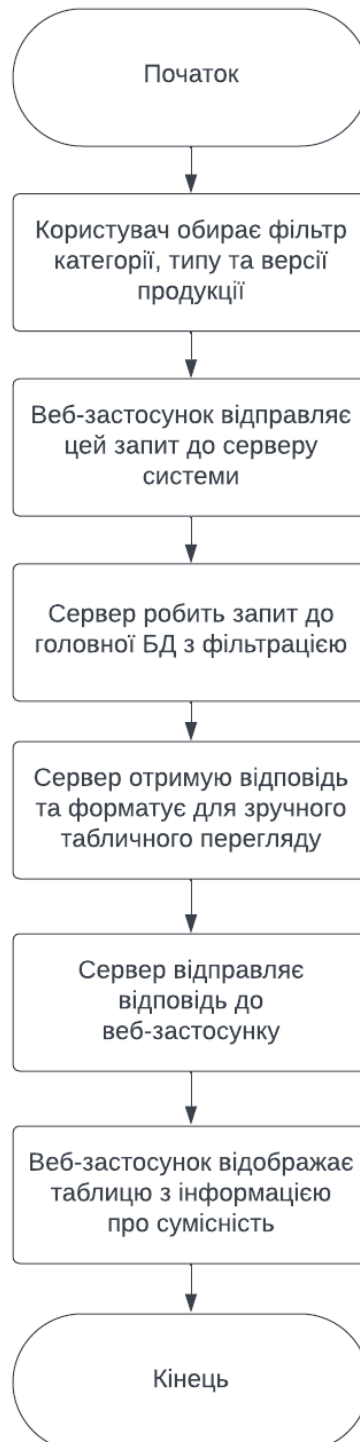 Початок
Користувач обирає фільтр
категорії, типу та версії
продукції
Веб-застосунок відправляє
цей запит до серверу
системи
Сервер робить запит до
головної БД з фільтрацією
Сервер отримую відповідь
та форматує для зручного
табличного перегляду
Сервер відправляє
відповідь до
веб-застосунку
Веб-застосунок відображає
таблицю з інформацією
про сумісність
Кінець